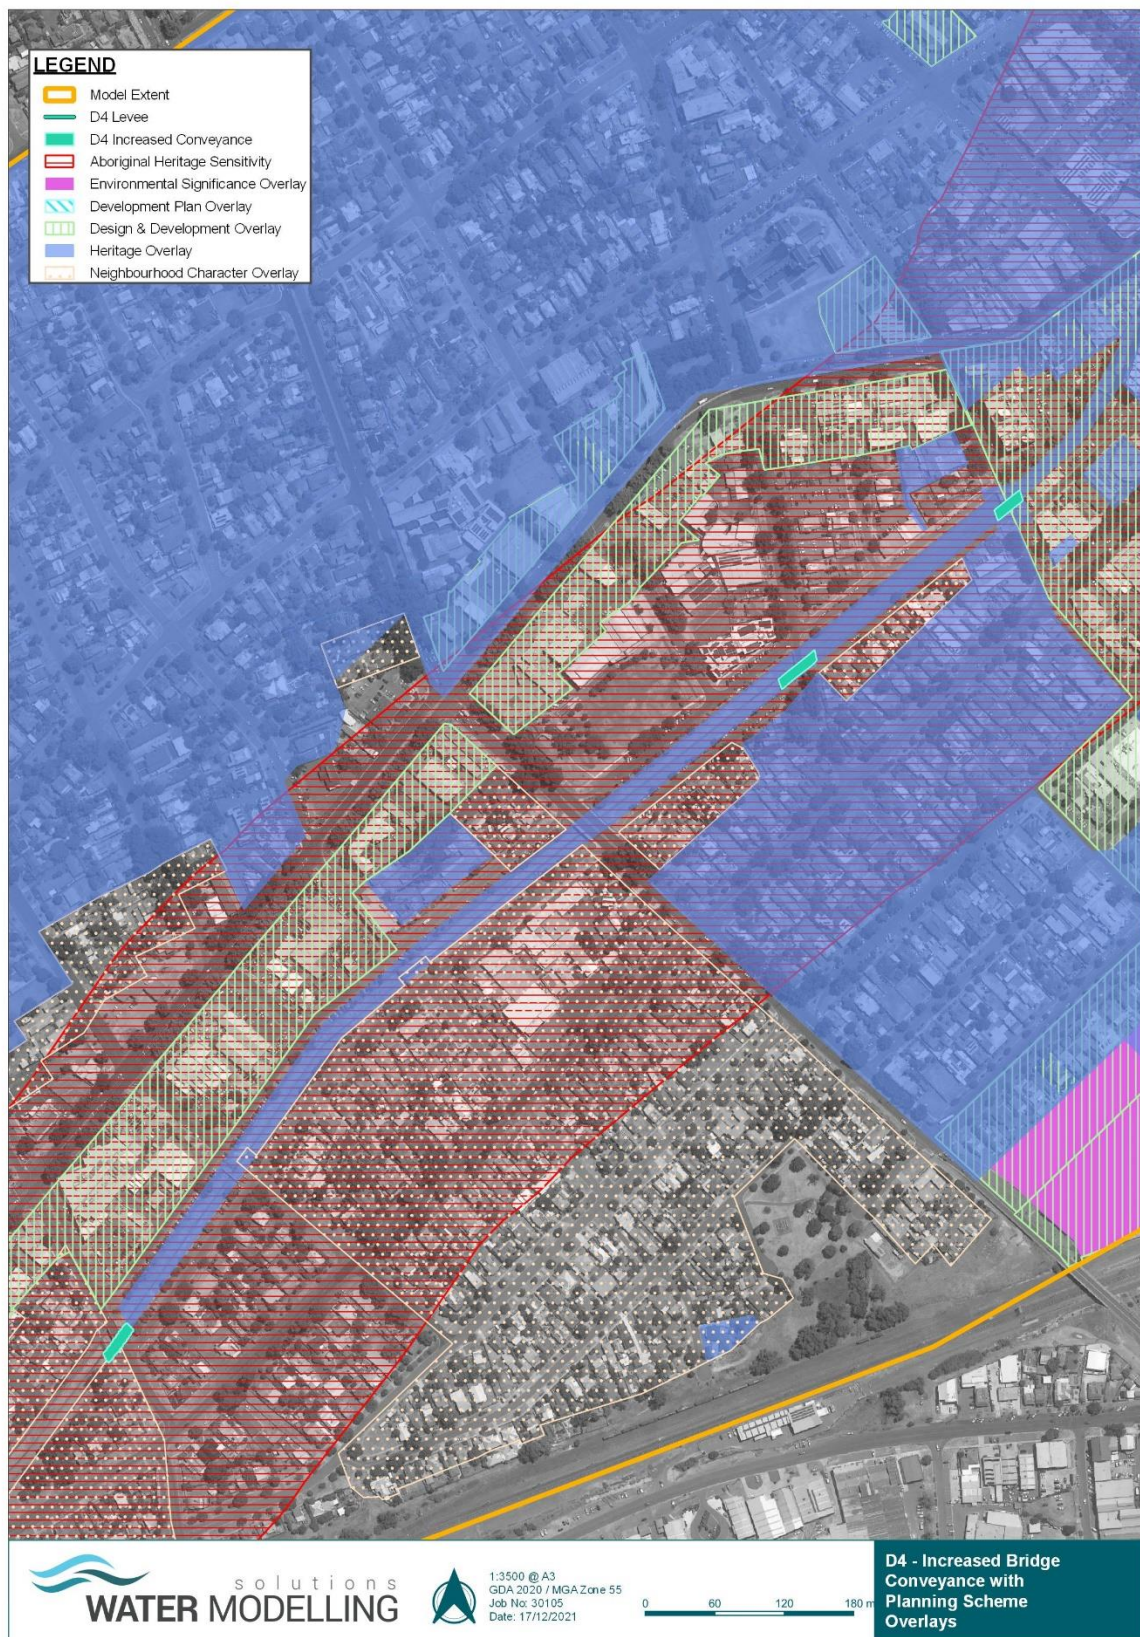 LEGEND
Model Extent
D4 Levee
D4 Increased Conveyance
Aboriginal Heritage Sensitivity
Environmental Significance Overlay
Development Plan Overlay
Design & Development Overlay
Heritage Overlay
Neighbourhood Character Overlay
solutions
WATER MODELLING
1:3500 @ A3
GDA 2020 / MGA Zone 55
Job No: 30105
Date: 17/12/2021
0 60 120 180 m
D4 - Increased Bridge
Conveyance with
Planning Scheme
Overlays